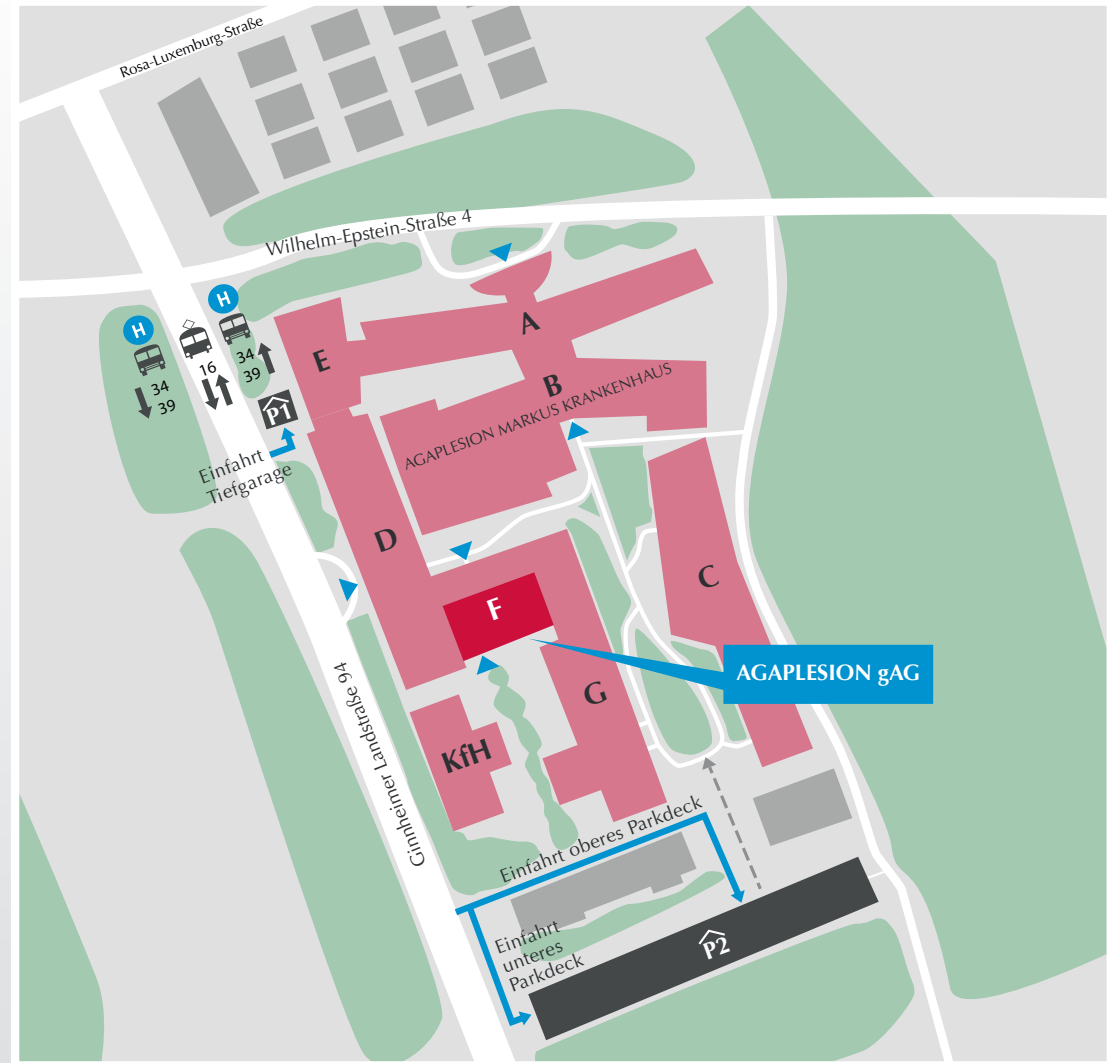 Rosa-Luxemburg-Straße
Wilhelm-Epstein-Straße 4
H
H
34
39
16
34
39
P1
Einfahrt
Tiefgarage
E
A
B
AGAPLESION MARKUS KRANKENHAUS
D
C
F
AGAPLESION gAG
G
KfH
Ginnheimer Landstraße 94
Einfahrt oberes Parkdeck
Einfahrt
unteres
Parkdeck
P2